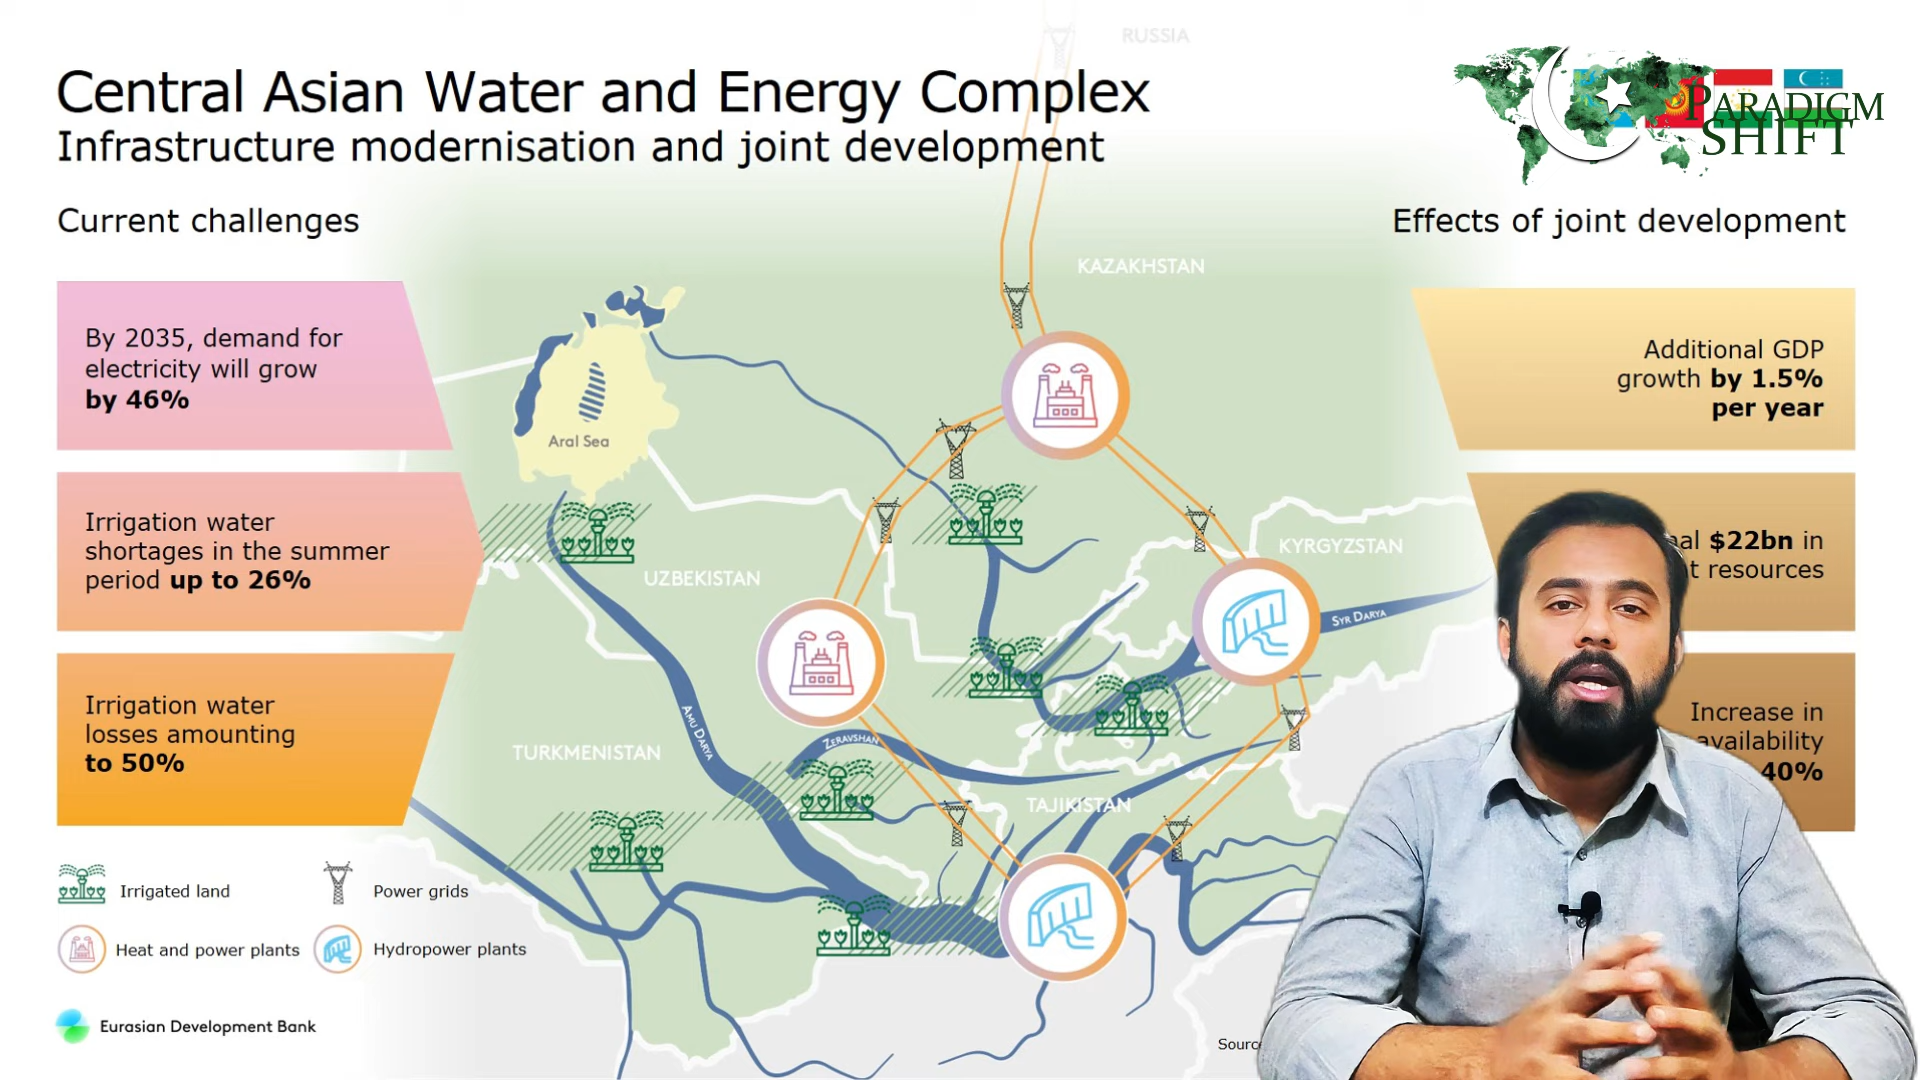 RUSSIA
Central Asian Water and Energy Complex
Infrastructure modernisation and joint development
PARADIGM
SHIFT
Current challenges
Effects of joint development
By 2035, demand for
electricity will grow
by 46%
Irrigation water
shortages in the summer
period up to 26%
Irrigation water
losses amounting
to 50%
KAZAKHSTAN
Aral Sea
UZBEKISTAN
KYRGYZSTAN
SYR DARYA
AMU DARYA
ZERAVSHAN
TURKMENISTAN
TAJIKISTAN
Additional GDP
growth by 1.5%
per year
$22bn in
resources
Increase in
availability
40%
Irrigated land
Power grids
Heat and power plants
Hydropower plants
Eurasian Development Bank